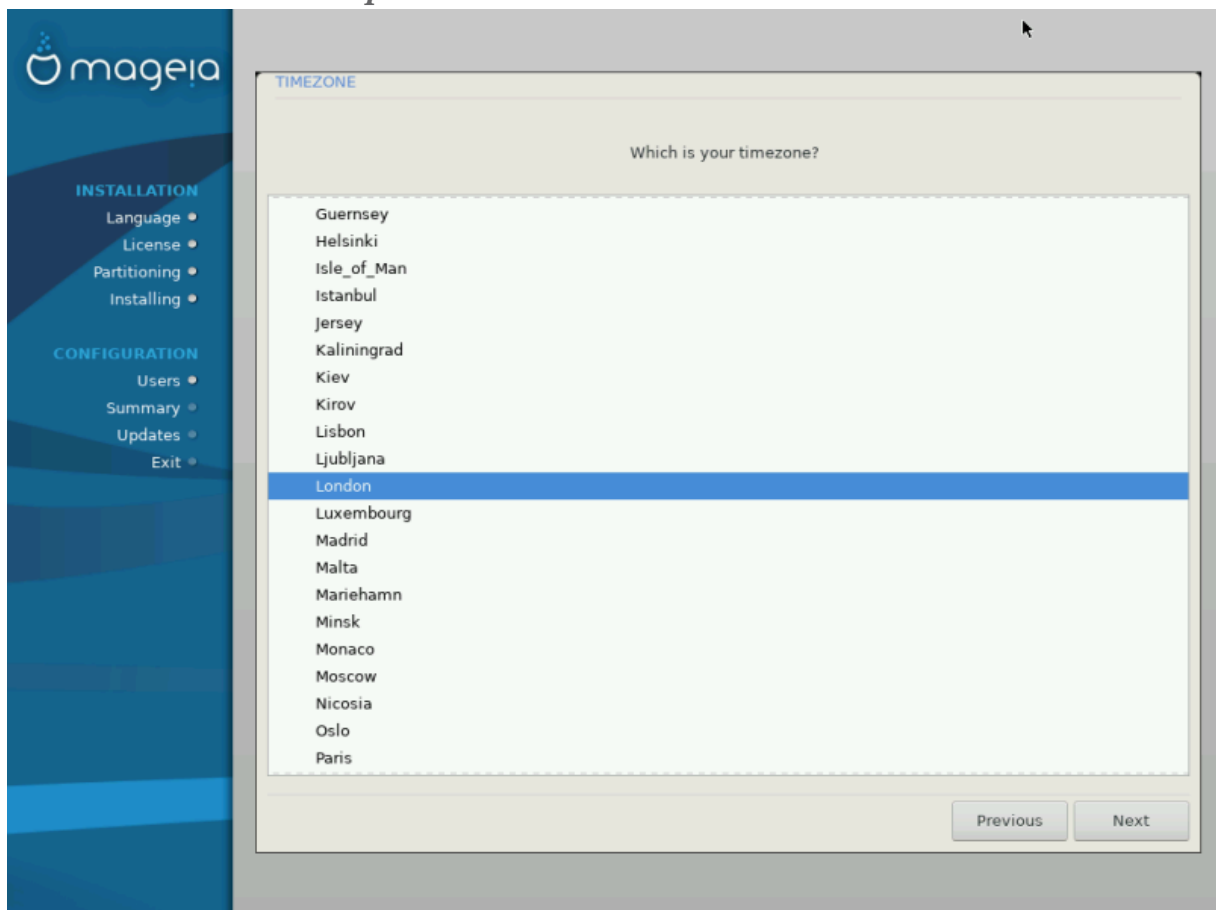 mageia
INSTALLATION
Language
License
Partitioning
Installing
CONFIGURATION
Users
Summary
Updates
Exit
TIMEZONE
Which is your timezone?
Guernsey
Helsinki
Isle_of_Man
Istanbul
Jersey
Kaliningrad
Kiev
Kirov
Lisbon
Ljubljana
London
Luxembourg
Madrid
Malta
Mariehamn
Minsk
Monaco
Moscow
Nicosia
Oslo
Paris
Previous
Next